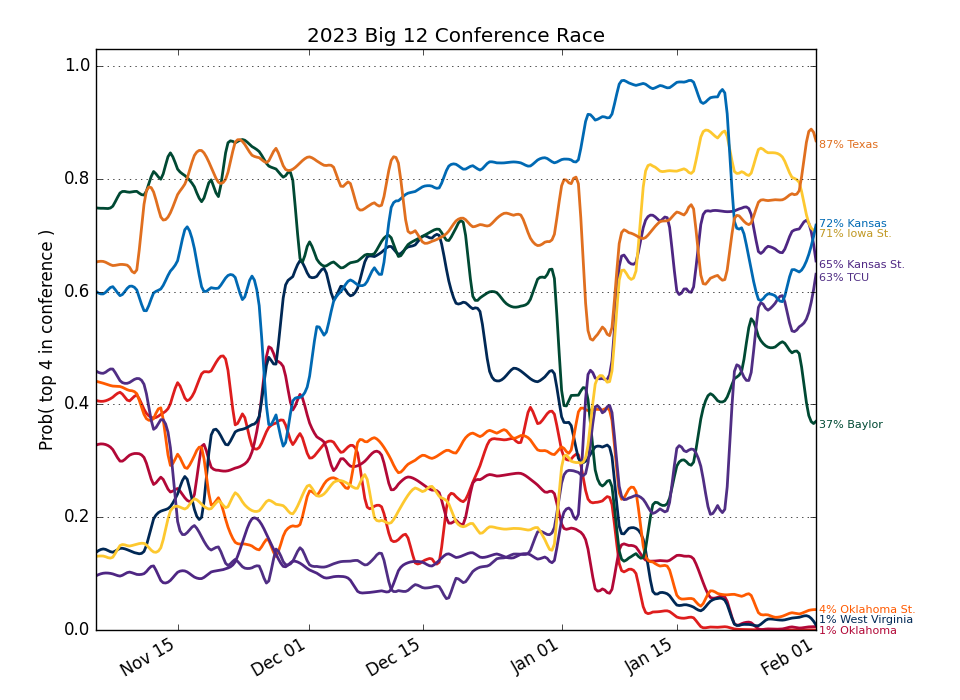 2023 Big 12 Conference Race
Prob( top 4 in conference )
1.0
0.8
0.6
0.4
0.2
0.0
Nov 15
Dec 01
Dec 15
Jan 01
Jan 15
Feb 01
87% Texas
72% Kansas
71% Iowa St.
65% Kansas St.
63% TCU
37% Baylor
4% Oklahoma St.
1% West Virginia
1% Oklahoma